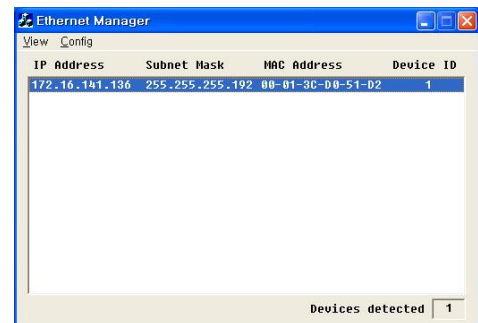 Ethernet Manager
View Config
IP Address Subnet Mask MAC Address Device ID
172.16.141.136 255.255.255.192 00-01-3C-D0-51-D2 1
Devices detected 1